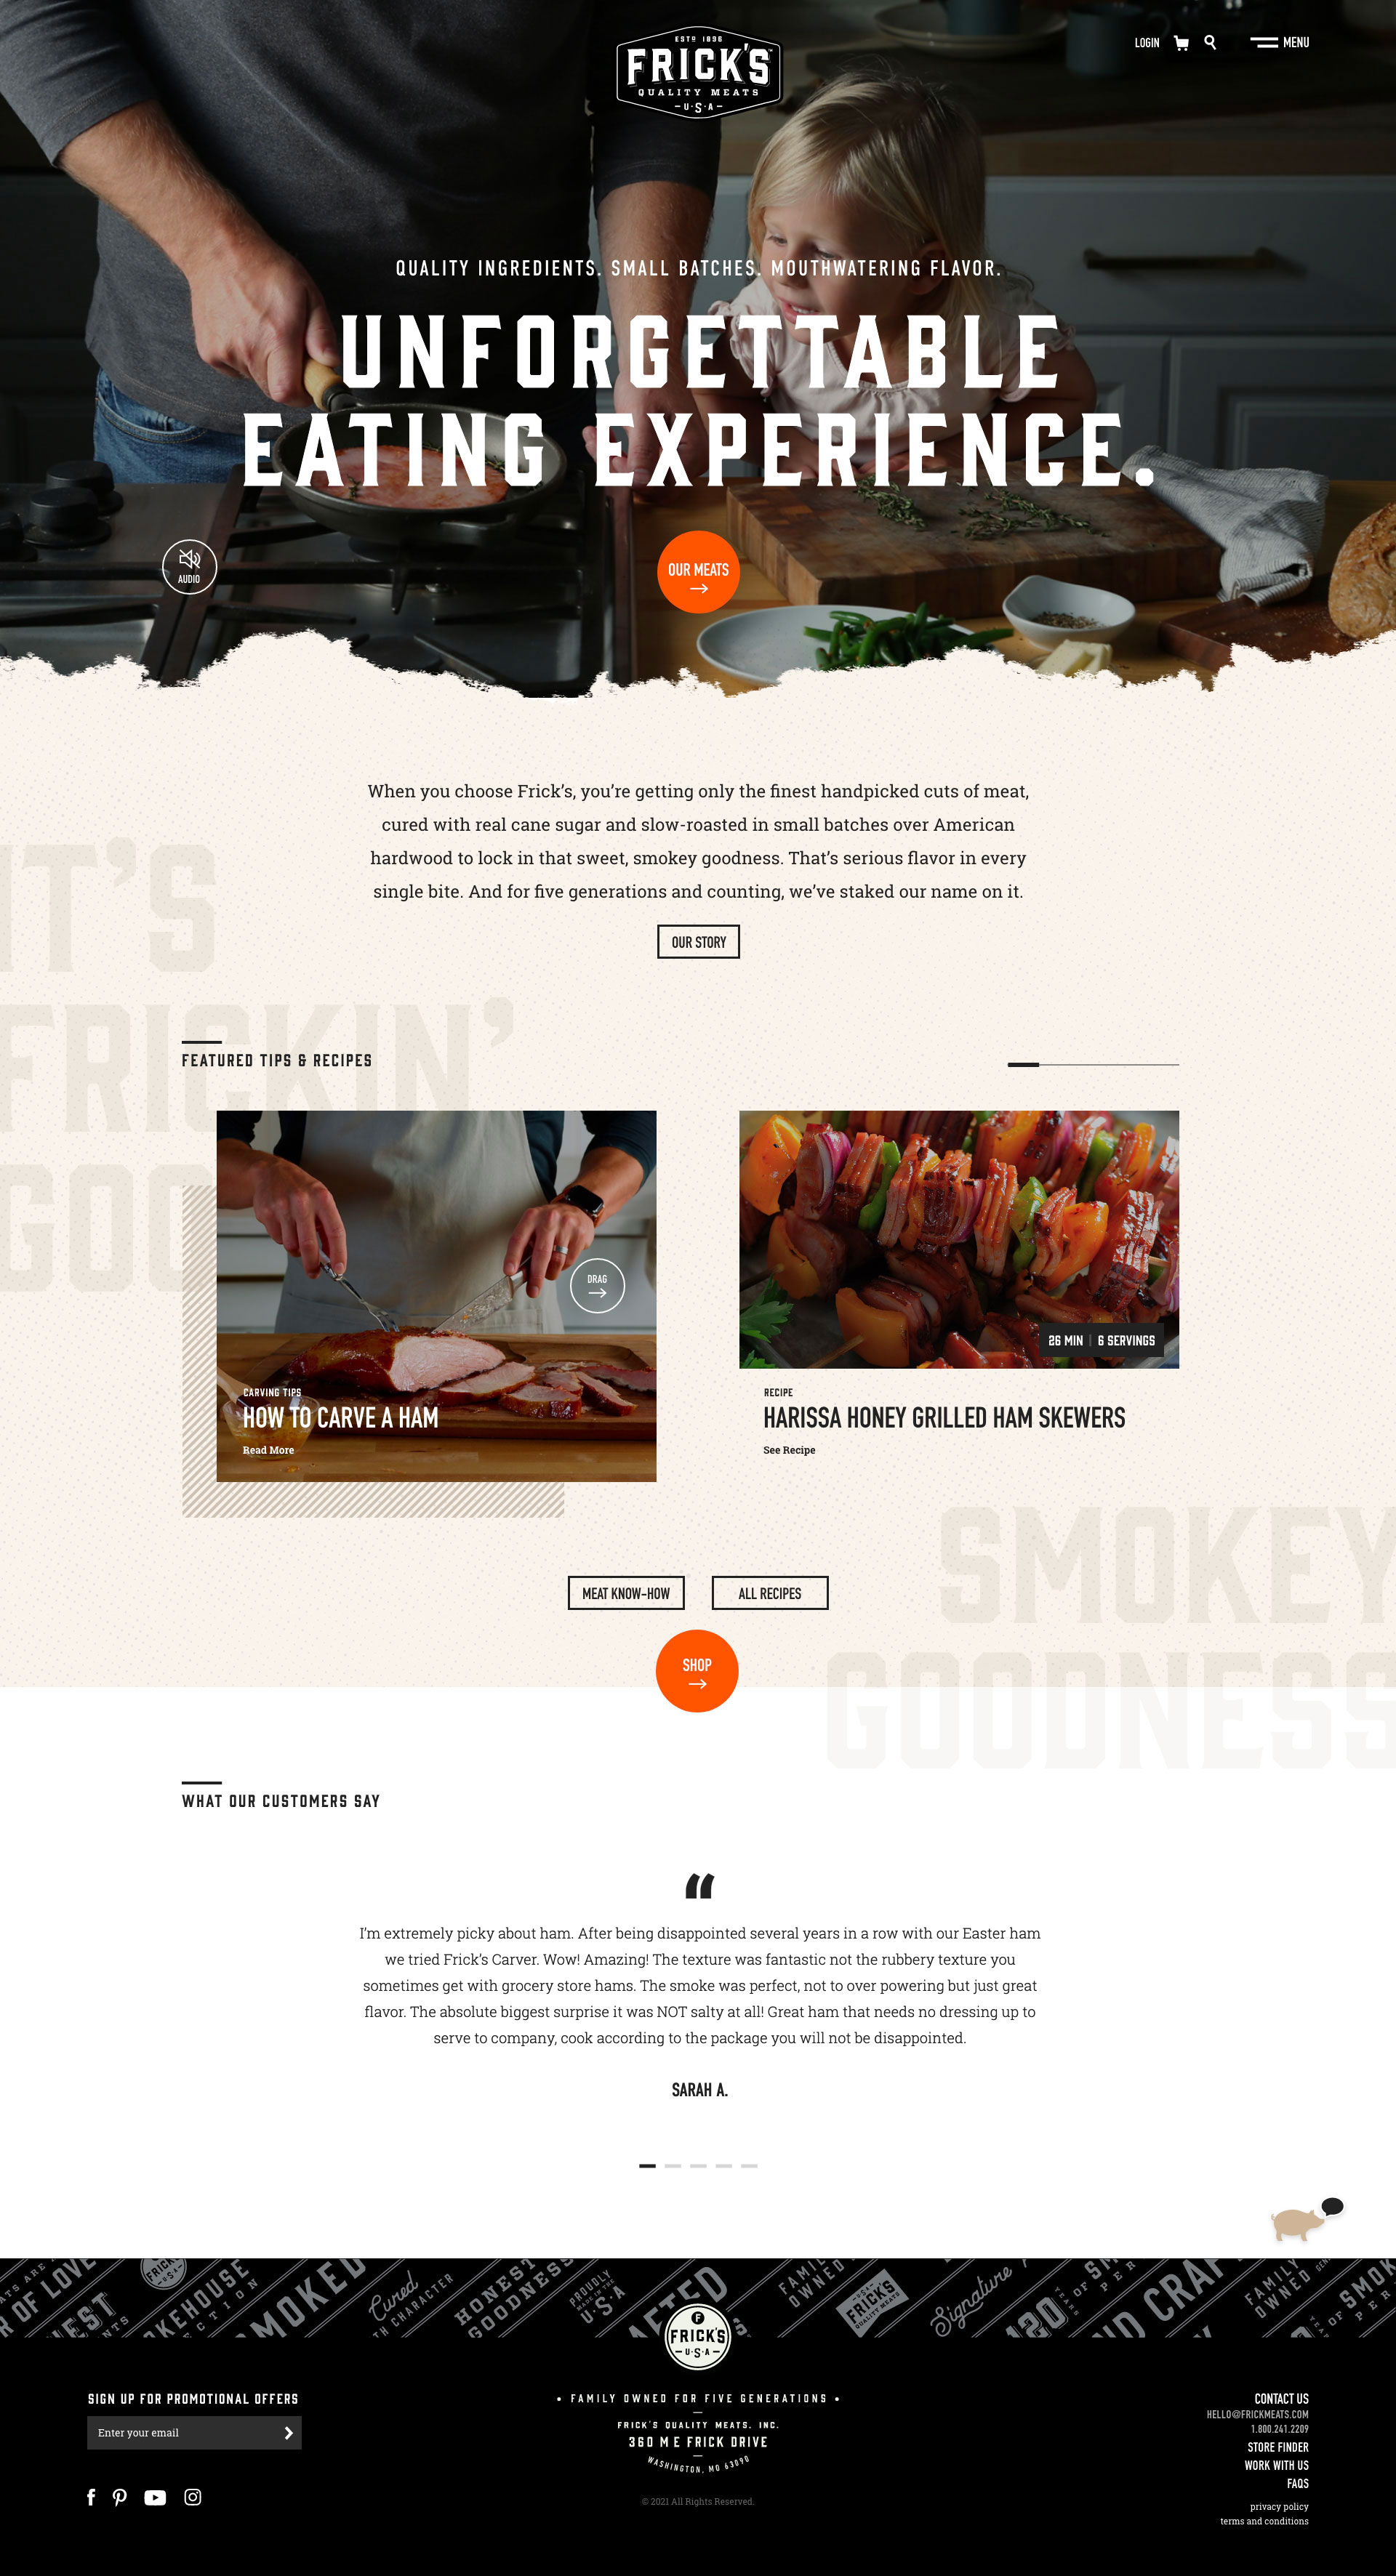 ESTD 1896
FRICK'S
QUALITY MEATS
U·S·A
LOGIN
MENU
QUALITY INGREDIENTS. SMALL BATCHES. MOUTHWATERING FLAVOR.
UNFORGETTABLE
EATING EXPERIENCE.
AUDIO
OUR MEATS
When you choose Frick's, you're getting only the finest handpicked cuts of meat,
cured with real cane sugar and slow-roasted in small batches over American
hardwood to lock in that sweet, smokey goodness. That's serious flavor in every
single bite. And for five generations and counting, we've staked our name on it.
OUR STORY
IT'S
FRICKIN'
GOO
FEATURED TIPS & RECIPES
DRAG
CARVING TIPS
HOW TO CARVE A HAM
Read More
26 MIN | 6 SERVINGS
RECIPE
HARISSA HONEY GRILLED HAM SKEWERS
See Recipe
SMOKEY
GOODNESS
MEAT KNOW-HOW
ALL RECIPES
SHOP
WHAT OUR CUSTOMERS SAY
“
I'm extremely picky about ham. After being disappointed several years in a row with our Easter ham
we tried Frick's Carver. Wow! Amazing! The texture was fantastic not the rubbery texture you
sometimes get with grocery store hams. The smoke was perfect, not to over powering but just great
flavor. The absolute biggest surprise it was NOT salty at all! Great ham that needs no dressing up to
serve to company, cook according to the package you will not be disappointed.
SARAH A.
OF LOVE
SMOKED
Cured
CHARACTER
HONEST
GOODNESS
PROUDLY
MADE IN THE
U.S.A
FAMILY
OWNED
FRICKS
QUALITY MEATS
Signature
120
YEARS
OF
CRAF
FAMILY
OWNED
F
FRICK'S
U·S·A
SIGN UP FOR PROMOTIONAL OFFERS
Enter your email
• FAMILY OWNED FOR FIVE GENERATIONS •
FRICK'S QUALITY MEATS, INC.
360 M E FRICK DRIVE
WASHINGTON, MO 63090
© 2021 All Rights Reserved.
CONTACT US
HELLO@FRICKMEATS.COM
1.800.241.2209
STORE FINDER
WORK WITH US
FAQS
privacy policy
terms and conditions